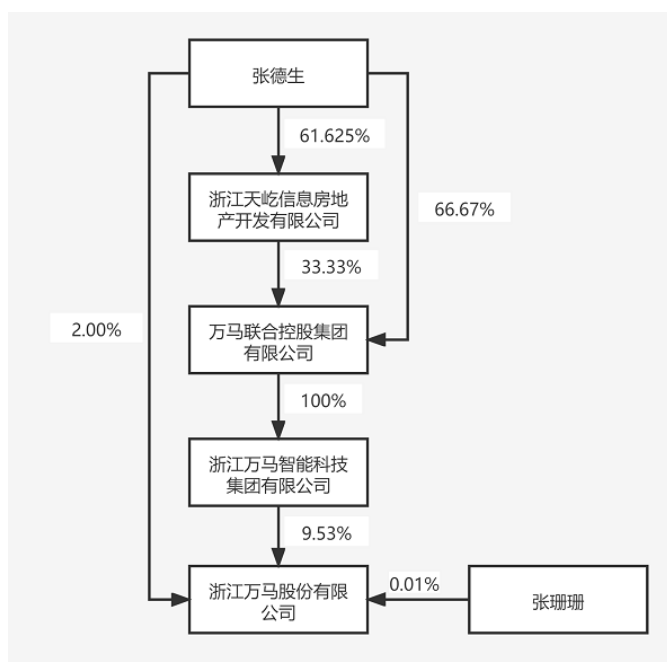 张德生
61.625%
浙江天屹信息房地
产开发有限公司
66.67%
33.33%
2.00%
万马联合控股集团
有限公司
100%
浙江万马智能科技
集团有限公司
9.53%
浙江万马股份有限
公司
0.01%
张珊珊